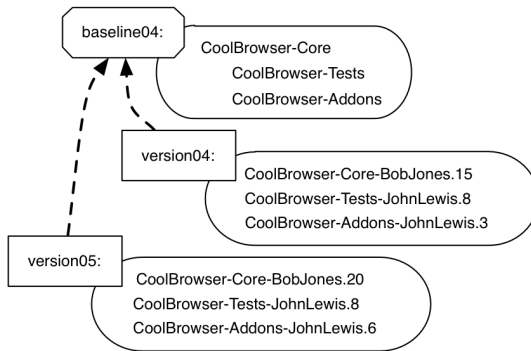 baseline04:
CoolBrowser-Core
CoolBrowser-Tests
CoolBrowser-Addons
version04:
CoolBrowser-Core-BobJones.15
CoolBrowser-Tests-JohnLewis.8
CoolBrowser-Addons-JohnLewis.3
version05:
CoolBrowser-Core-BobJones.20
CoolBrowser-Tests-JohnLewis.8
CoolBrowser-Addons-JohnLewis.6